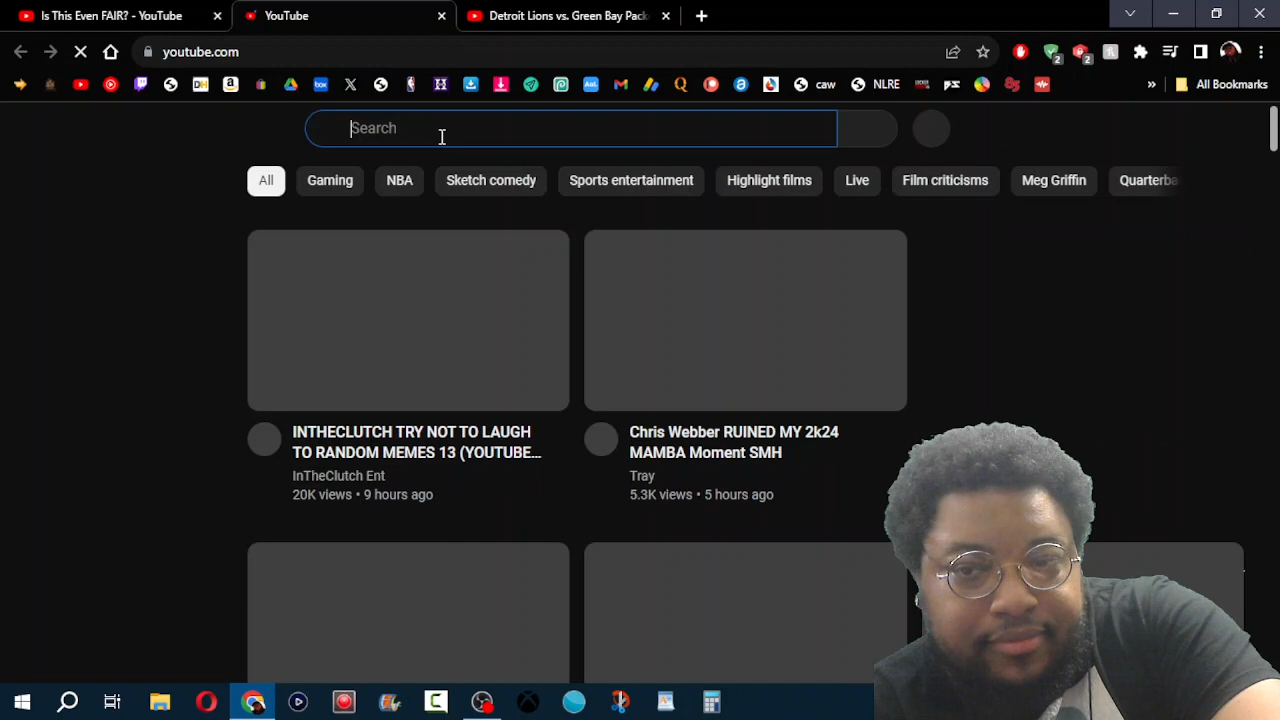 Is This Even FAIR? - YouTube
YouTube
Detroit Lions vs. Green Bay Pack
youtube.com
2
2
caw
NLRE
All Bookmarks
Search
All
Gaming
NBA
Sketch comedy
Sports entertainment
Highlight films
Live
Film criticisms
Meg Griffin
Quarterba
INTHECLUTCH TRY NOT TO LAUGH
TO RANDOM MEMES 13 (YOUTUBE...
InTheClutch Ent
20K views • 9 hours ago
Chris Webber RUINED MY 2k24
MAMBA Moment SMH
Tray
5.3K views • 5 hours ago